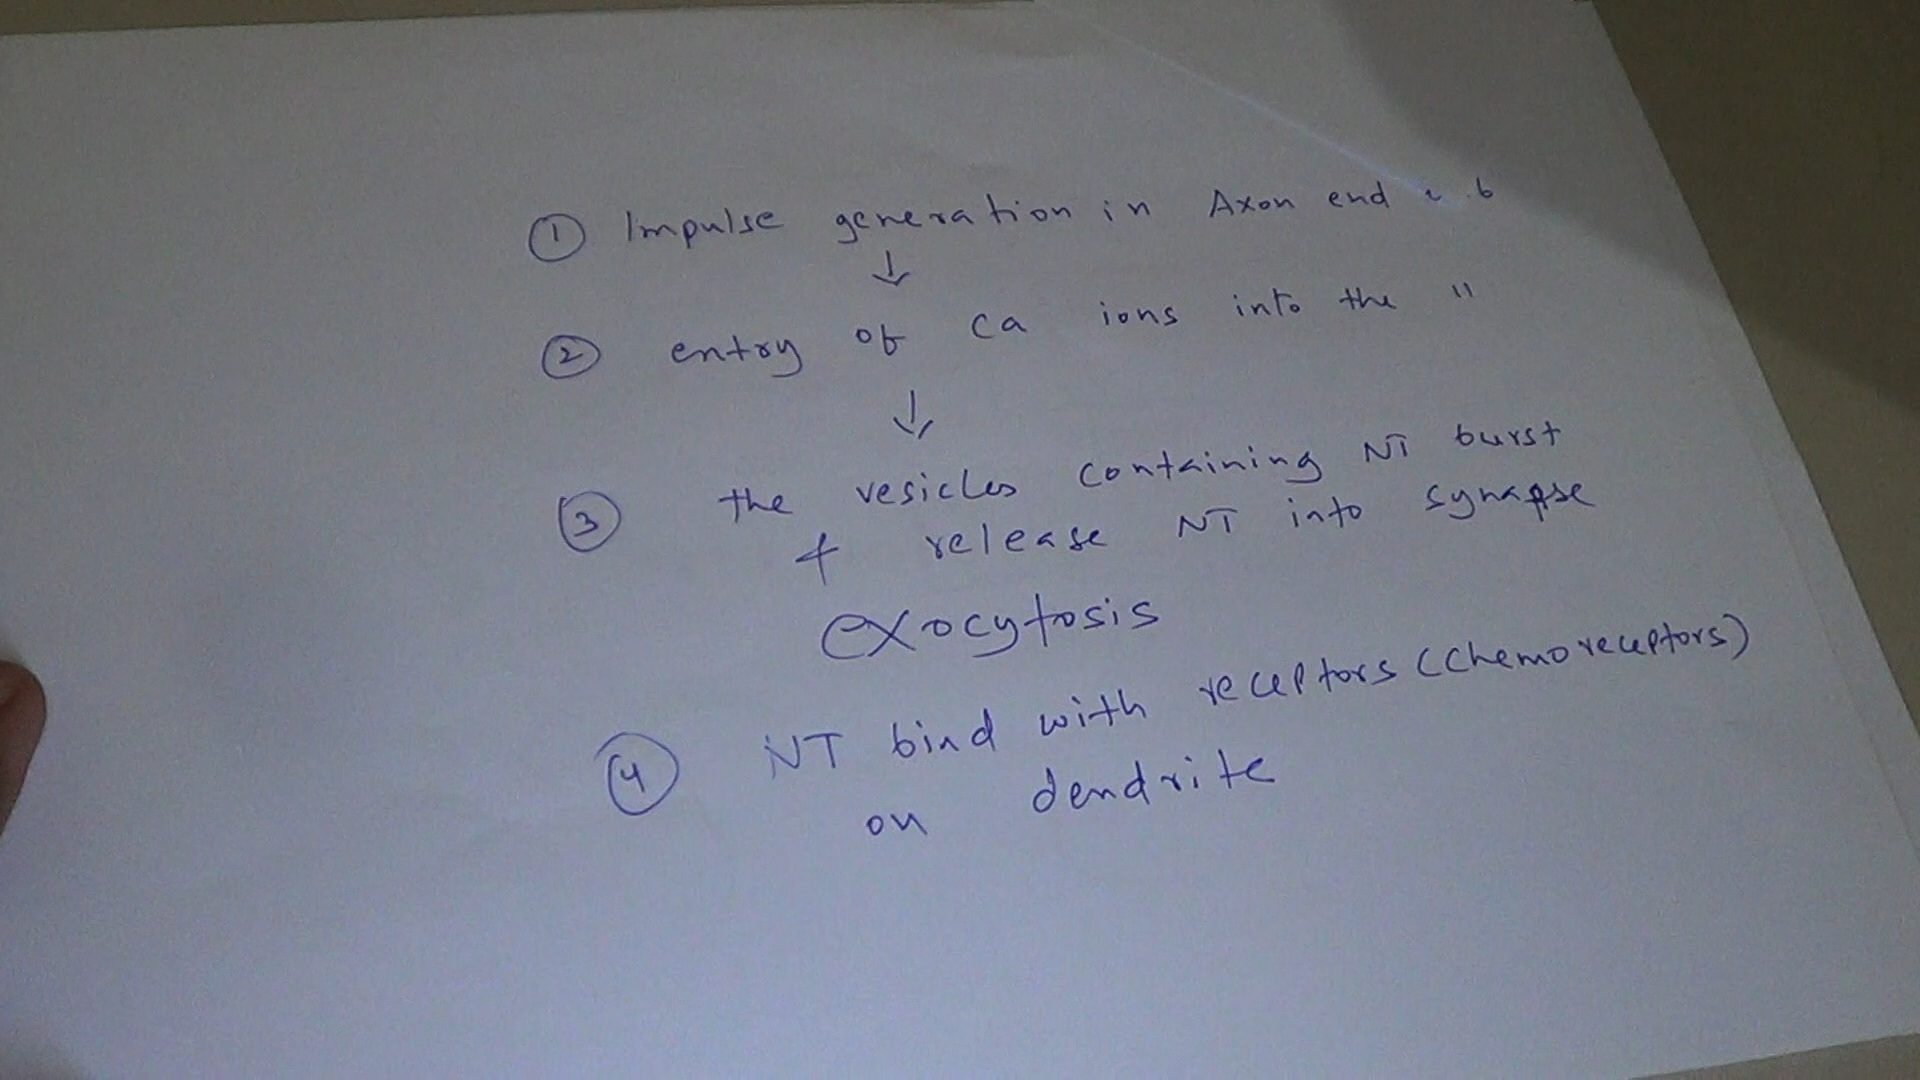 ① Impulse generation in Axon end
↓
② entry of Ca ions into the "
↓
③ the vesicles containing NT burst
+ release NT into synapse
exocytosis
④ NT bind with receptors (chemoreceptors)
on dendrite